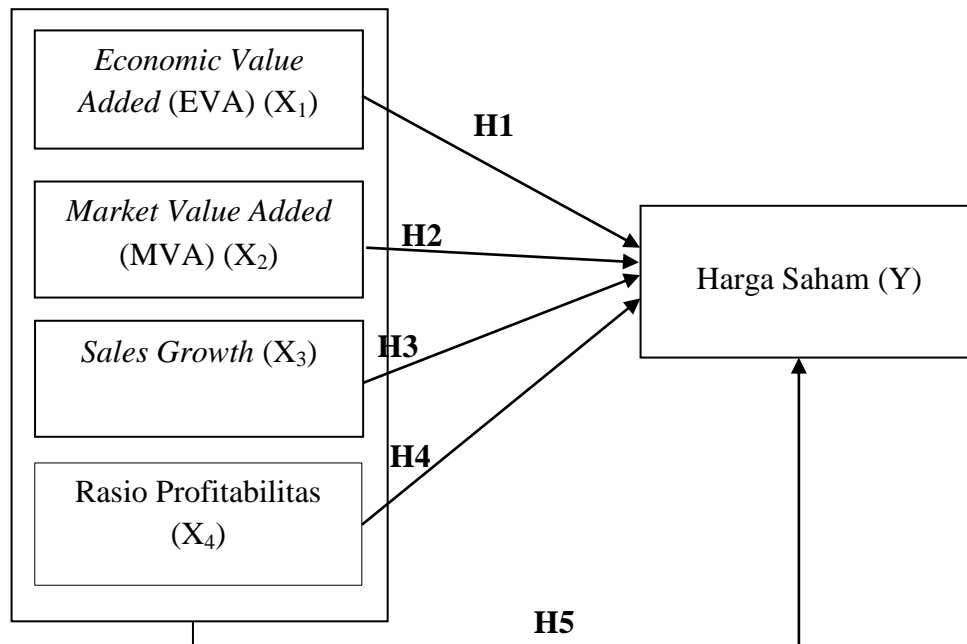 Economic Value
Added (EVA) (X₁)
H1
Market Value Added
(MVA) (X₂)
H2
Harga Saham (Y)
Sales Growth (X₃)
H3
H4
Rasio Profitabilitas
(X₄)
H5